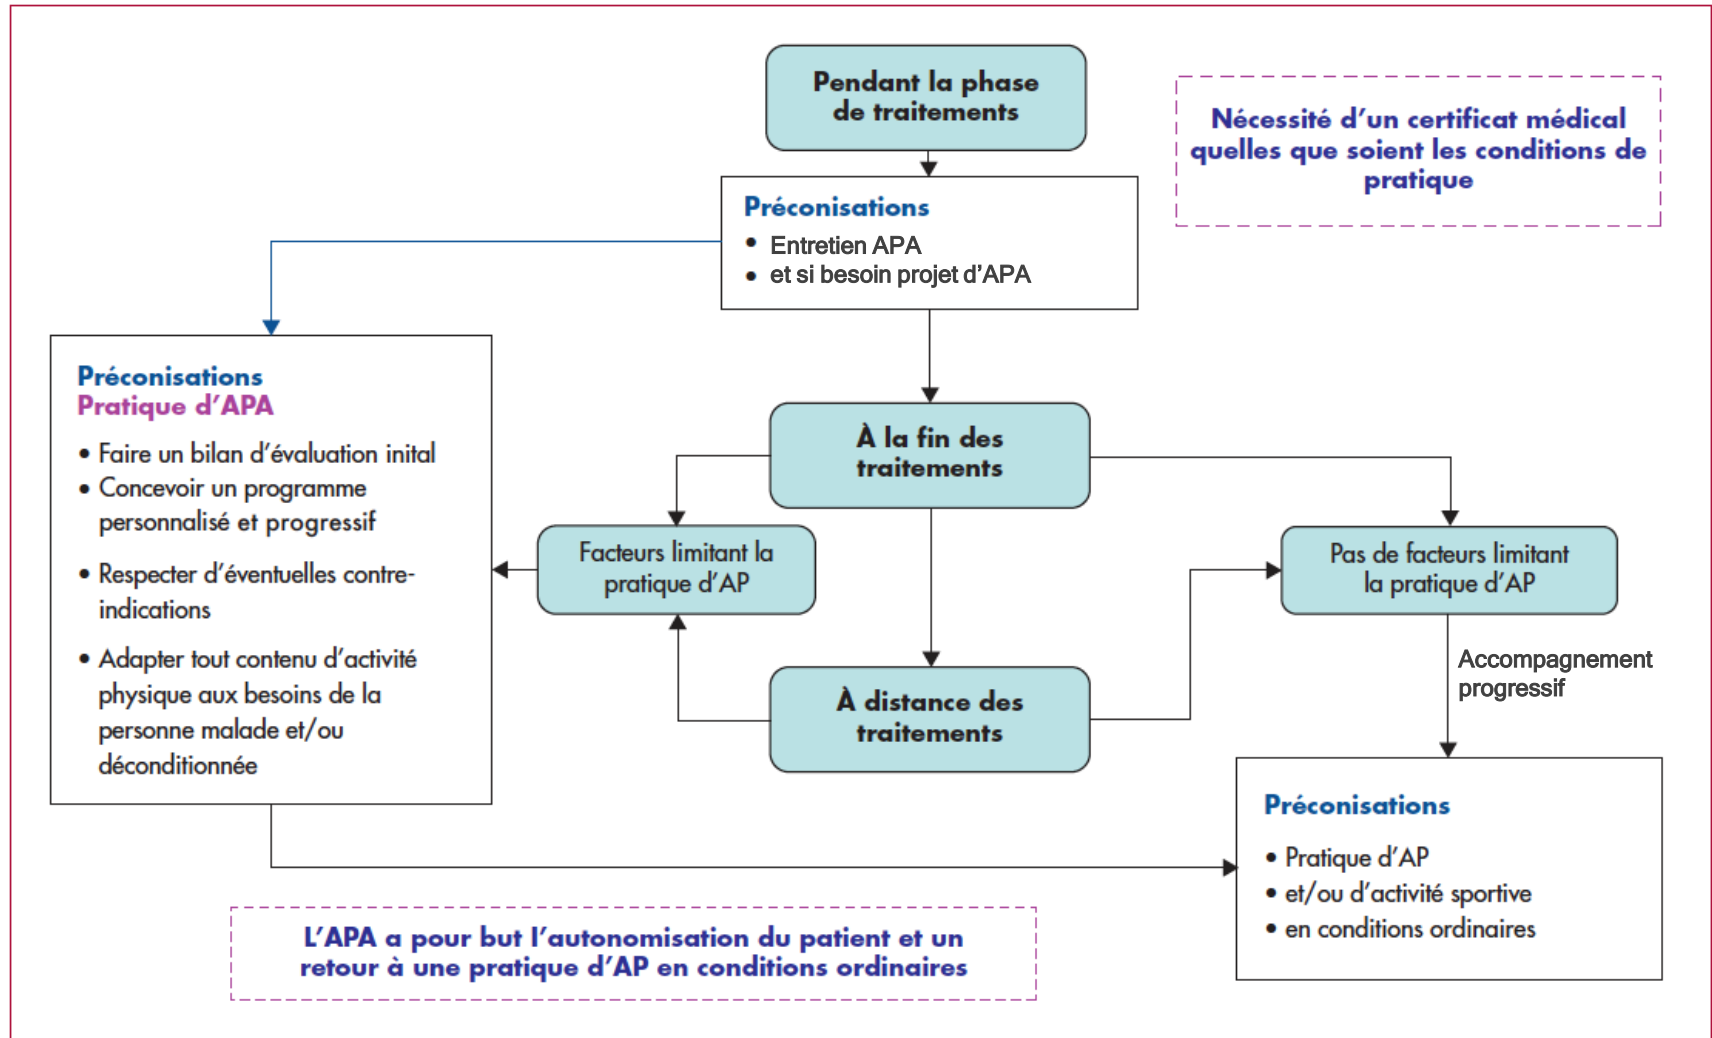 Pendant la phase
de traitements
Nécessité d'un certificat médical
quelles que soient les conditions de
pratique
Préconisations
• Entretien APA
• et si besoin projet d'APA
Préconisations
Pratique d'APA
• Faire un bilan d'évaluation inital
• Concevoir un programme
personnalisé et progressif
• Respecter d'éventuelles contre-
indications
• Adapter tout contenu d'activité
physique aux besoins de la
personne malade et/ou
déconditionnée
À la fin des
traitements
Facteurs limitant la
pratique d'AP
Pas de facteurs limitant
la pratique d'AP
À distance des
traitements
Accompagnement
progressif
Préconisations
• Pratique d'AP
• et/ou d'activité sportive
• en conditions ordinaires
L'APA a pour but l'autonomisation du patient et un
retour à une pratique d'AP en conditions ordinaires